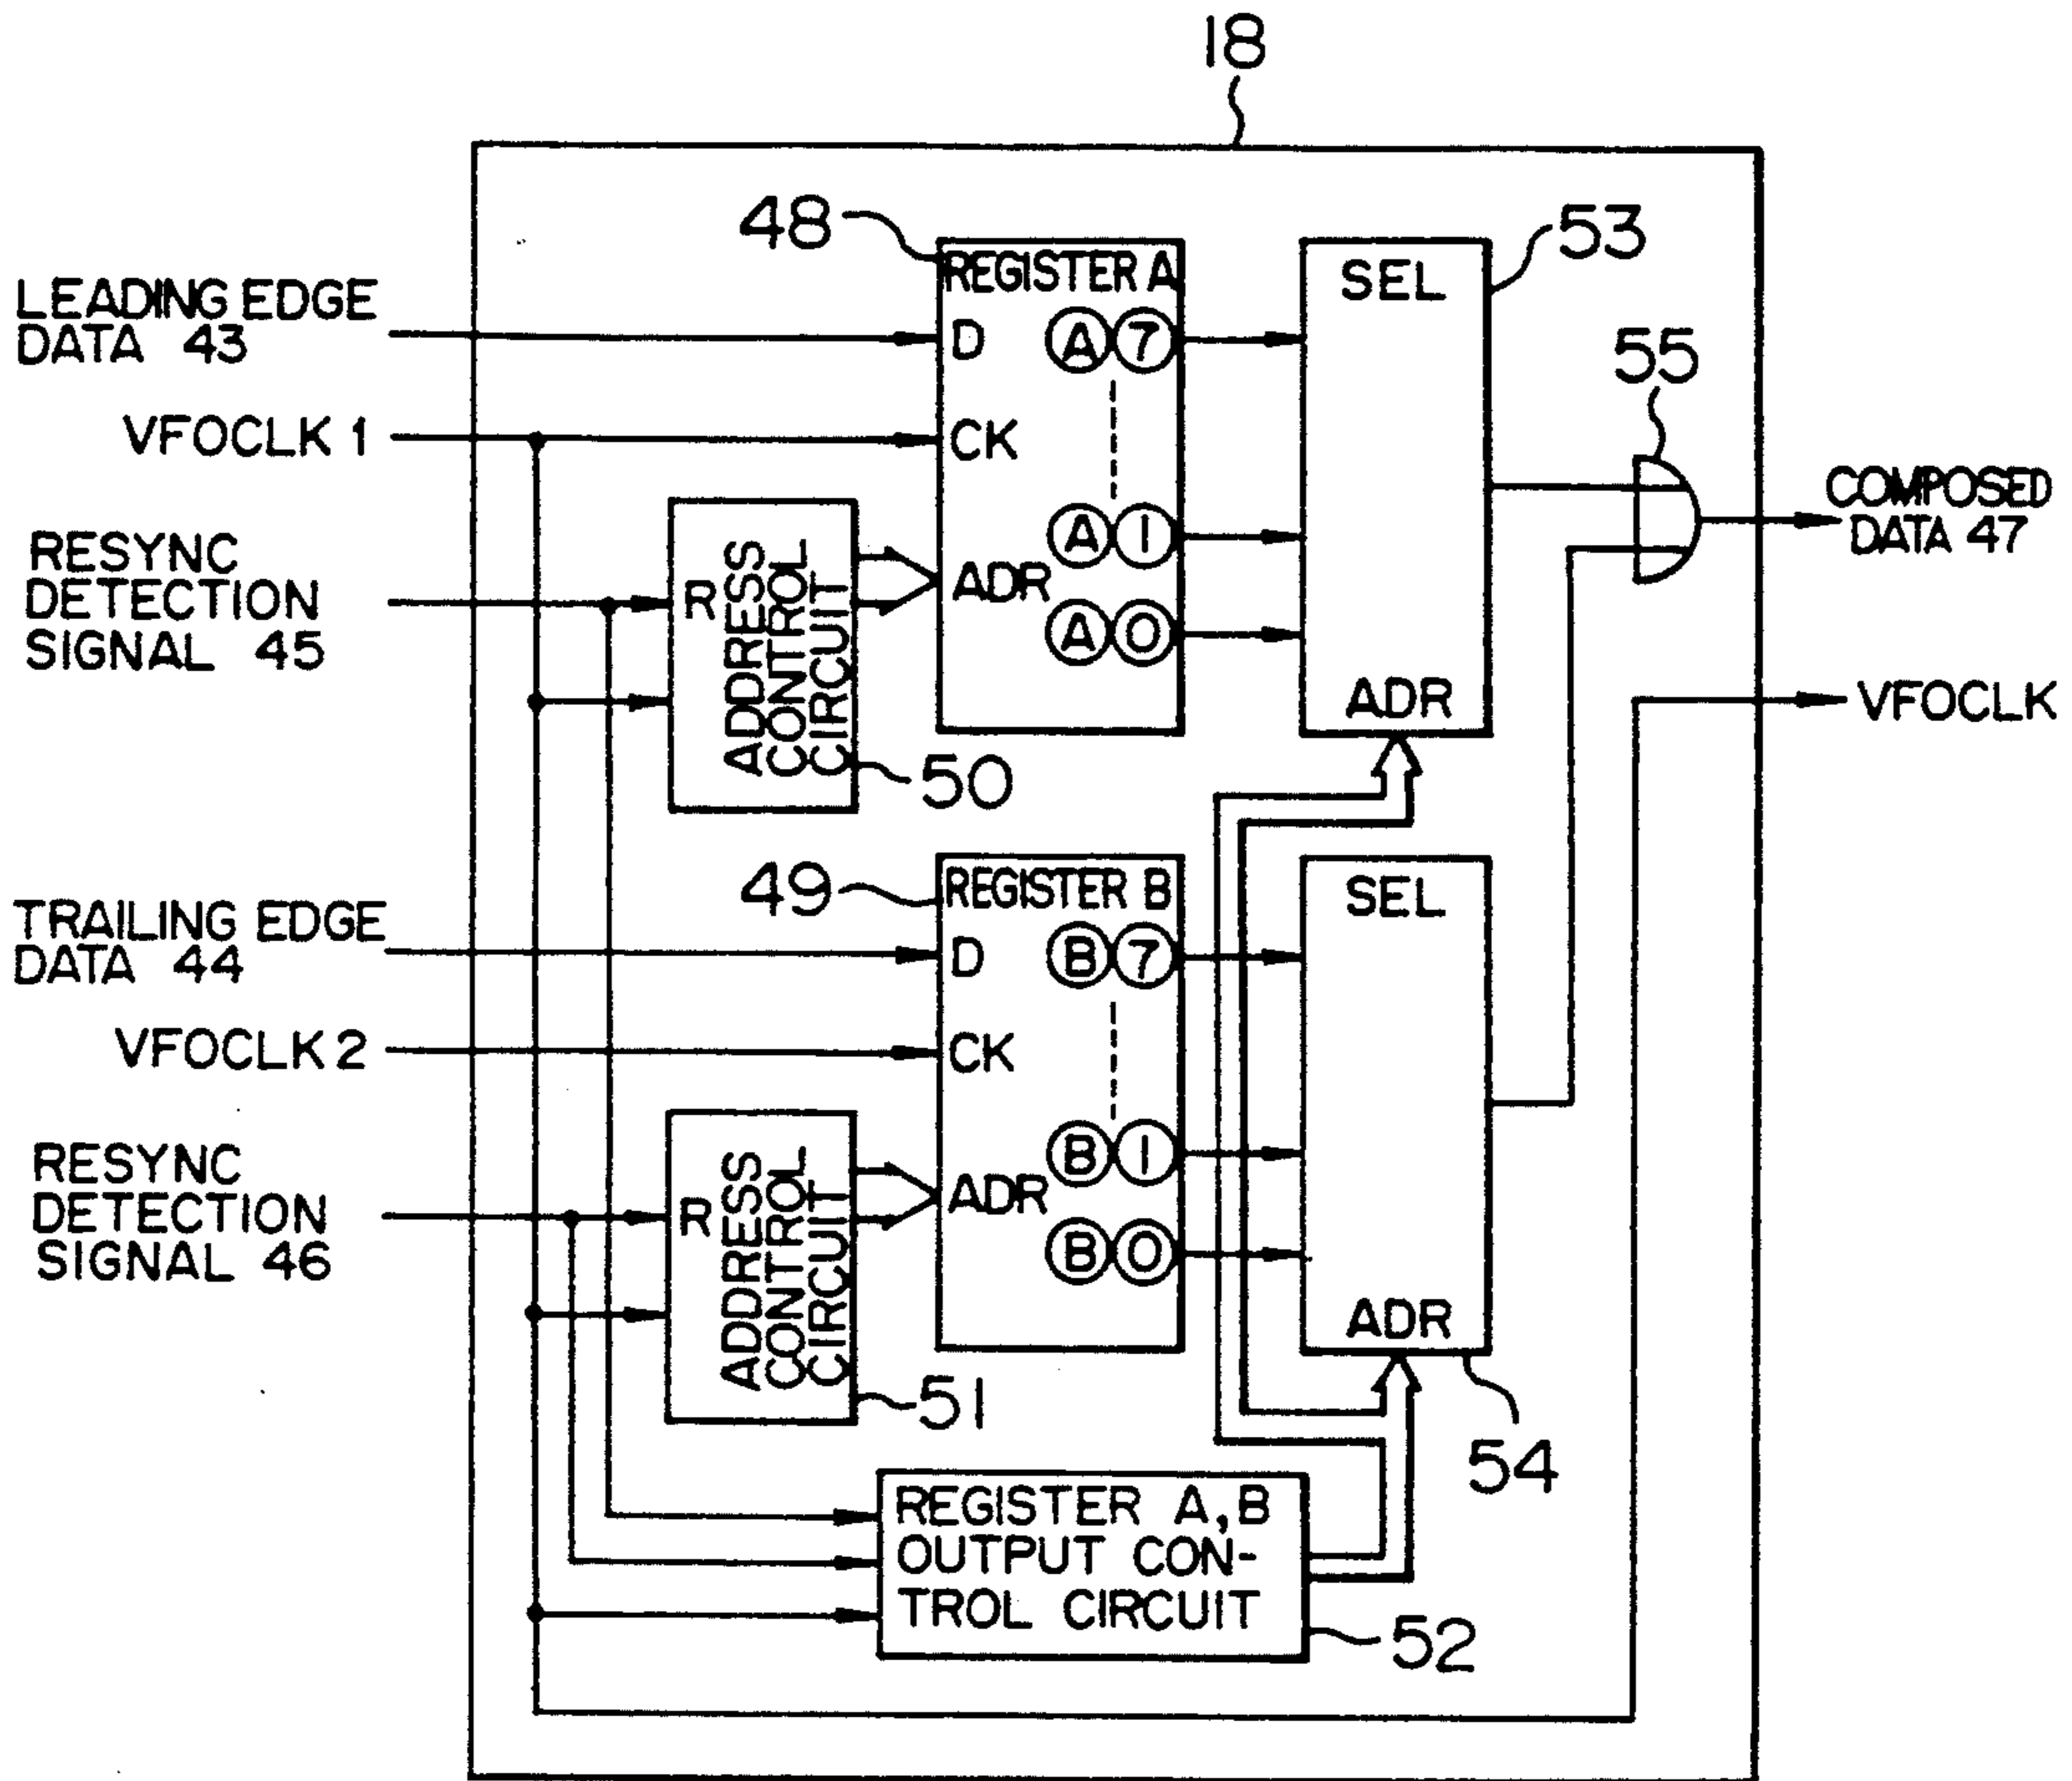 18
48
REGISTER A
SEL
53
LEADING EDGE
DATA 43
D
A 7
55
VFOCLK 1
CK
COMPOSED
DATA 47
RESYNC
DETECTION
SIGNAL 45
R
ADDRESS
CONTROL
CIRCUIT
ADR
A 1
A 0
ADR
VFOCLK
50
49
REGISTER B
SEL
TRAILING EDGE
DATA 44
D
B 7
VFOCLK 2
CK
RESYNC
DETECTION
SIGNAL 46
R
ADDRESS
CONTROL
CIRCUIT
ADR
B 1
B 0
ADR
51
54
REGISTER A, B
OUTPUT CON-
TROL CIRCUIT
52